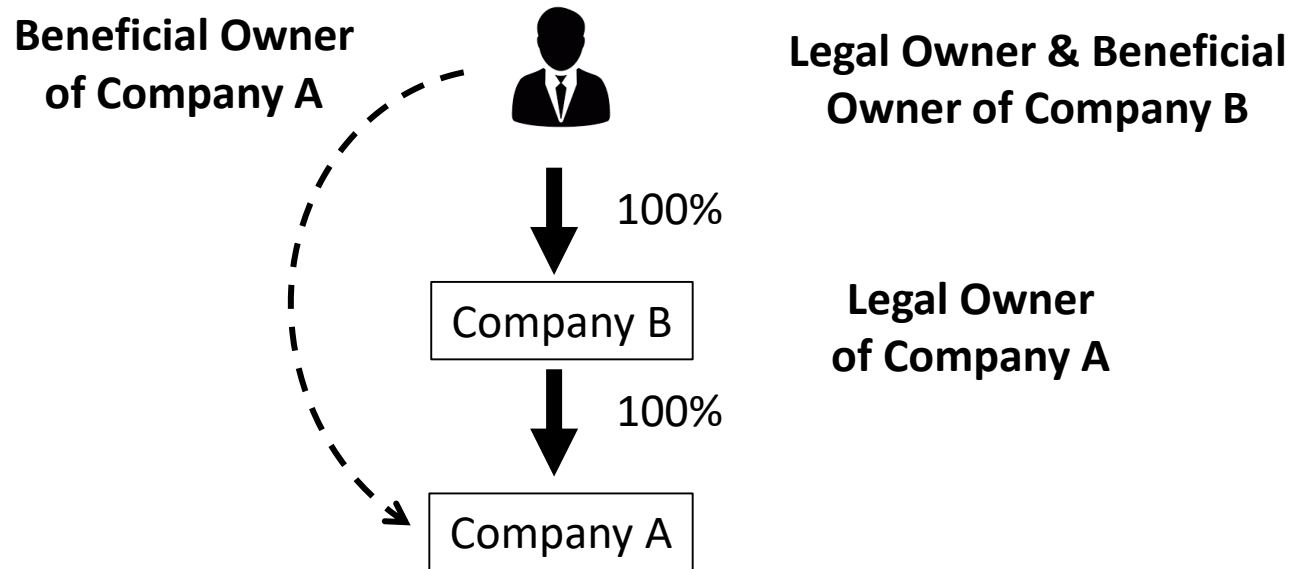 Beneficial Owner
of Company A
Legal Owner & Beneficial
Owner of Company B
100%
Company B
Legal Owner
of Company A
100%
Company A